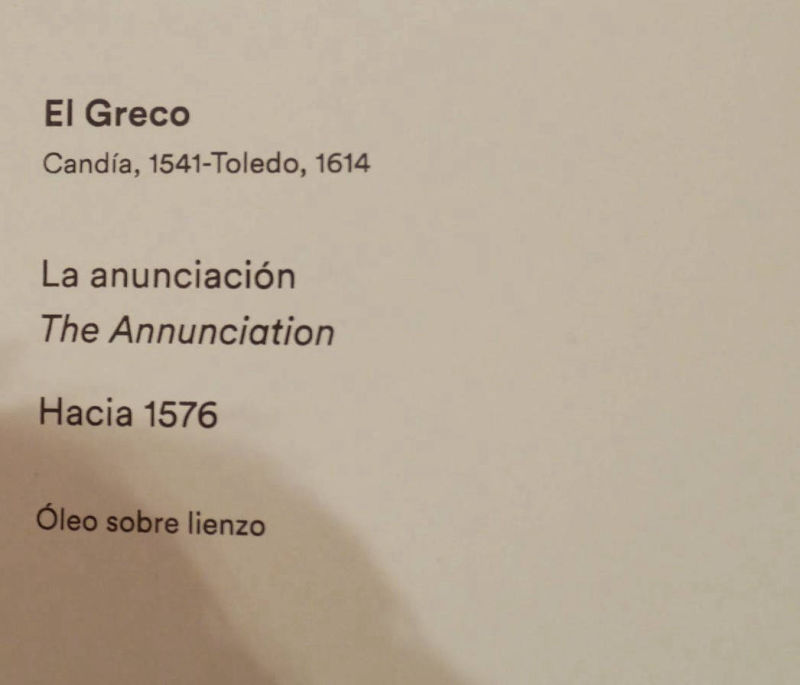 El Greco
Candía, 1541-Toledo, 1614
La anunciación
The Annunciation
Hacia 1576
Óleo sobre lienzo